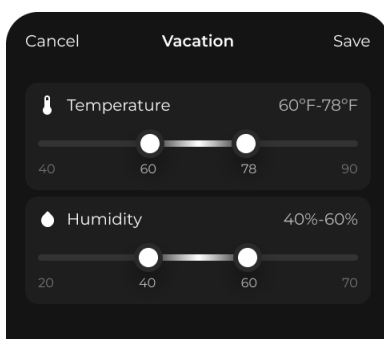 Cancel Vacation Save
Temperature 60°F-78°F
40 60 78 90
Humidity 40%-60%
20 40 60 70